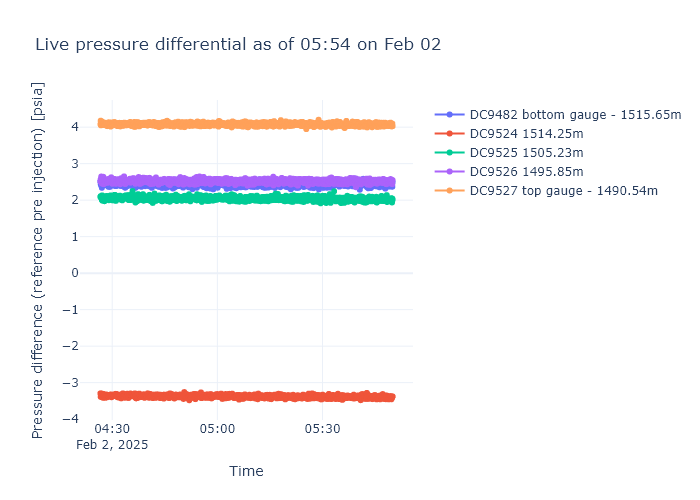 Live pressure differential as of 05:54 on Feb 02
Pressure difference (reference pre injection) [psia]
4
3
2
1
0
−1
−2
−3
−4
04:30
Feb 2, 2025
05:00
05:30
Time
DC9482 bottom gauge - 1515.65m
DC9524 1514.25m
DC9525 1505.23m
DC9526 1495.85m
DC9527 top gauge - 1490.54m